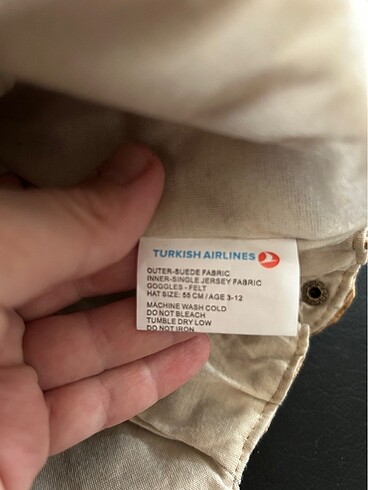 TURKISH AIRLINES
OUTER-SUEDE FABRIC
INNER-SINGLE JERSEY FABRIC
GOGGLES - FELT
HAT SIZE: 55 CM / AGE 3-12
MACHINE WASH COLD
DO NOT BLEACH
TUMBLE DRY LOW
DO NOT IRON